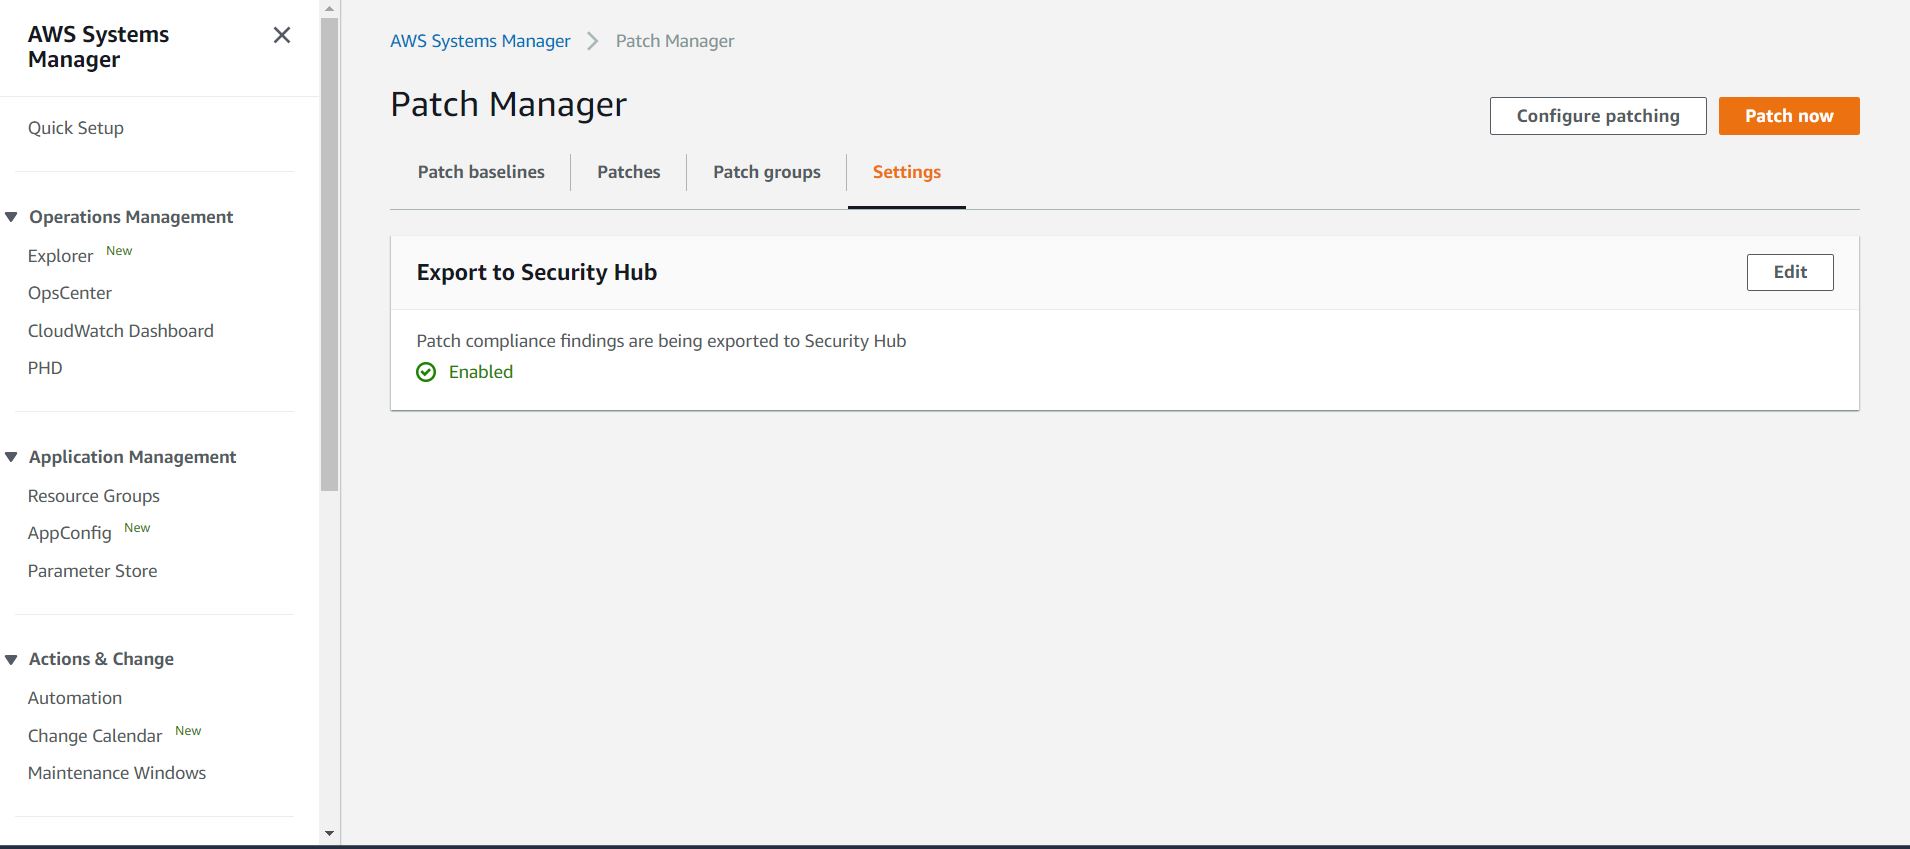 AWS Systems
Manager
Quick Setup
Operations Management
Explorer New
OpsCenter
CloudWatch Dashboard
PHD
Application Management
Resource Groups
AppConfig New
Parameter Store
Actions & Change
Automation
Change Calendar New
Maintenance Windows
AWS Systems Manager Patch Manager
Patch Manager
Configure patching Patch now
Patch baselines Patches Patch groups Settings
Export to Security Hub Edit
Patch compliance findings are being exported to Security Hub
Enabled